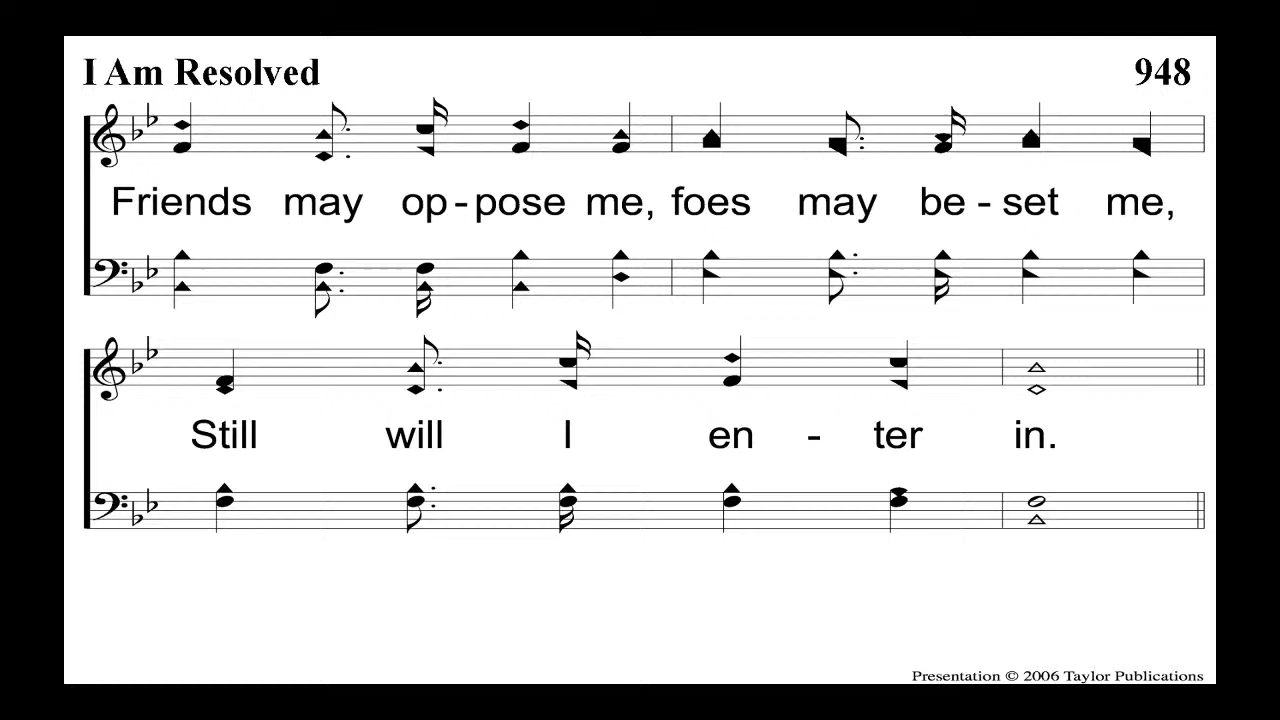 I Am Resolved 948
Friends may op-pose me, foes may be-set me,
Still will I en - ter in.
Presentation © 2006 Taylor Publications